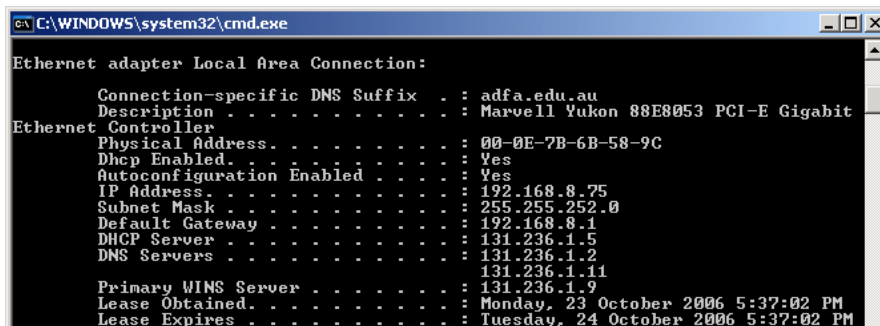 C:\WINDOWS\system32\cmd.exe
Ethernet adapter Local Area Connection:
Connection-specific DNS Suffix . : adfa.edu.au
Description . . . . . . . . . . . : Marvell Yukon 88E8053 PCI-E Gigabit
Ethernet Controller
Physical Address. . . . . . . . . : 00-0E-7B-6B-58-9C
Dhcp Enabled. . . . . . . . . . . : Yes
Autoconfiguration Enabled . . . . : Yes
IP Address. . . . . . . . . . . . : 192.168.8.75
Subnet Mask . . . . . . . . . . . : 255.255.252.0
Default Gateway . . . . . . . . . : 192.168.8.1
DHCP Server . . . . . . . . . . . : 131.236.1.5
DNS Servers . . . . . . . . . . . : 131.236.1.2
131.236.1.11
Primary WINS Server . . . . . . . : 131.236.1.9
Lease Obtained. . . . . . . . . . : Monday, 23 October 2006 5:37:02 PM
Lease Expires . . . . . . . . . . : Tuesday, 24 October 2006 5:37:02 PM